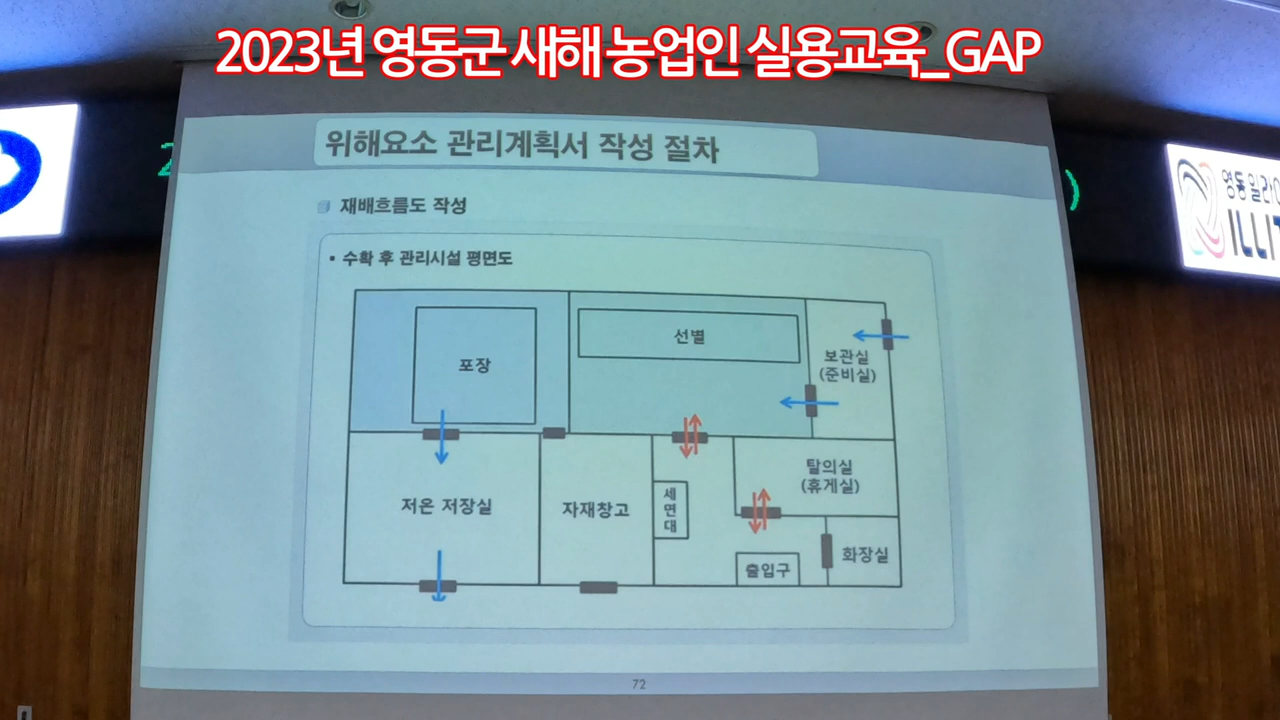 2023년 영동군 새해 농업인 실용교육_GAP
위해요소 관리계획서 작성 절차
재배흐름도 작성
• 수확 후 관리시설 평면도
포장
선별
보관실
(준비실)
저온 저장실
자재창고
세면대
탈의실
(휴게실)
화장실
출입구
72
영동
ILLI